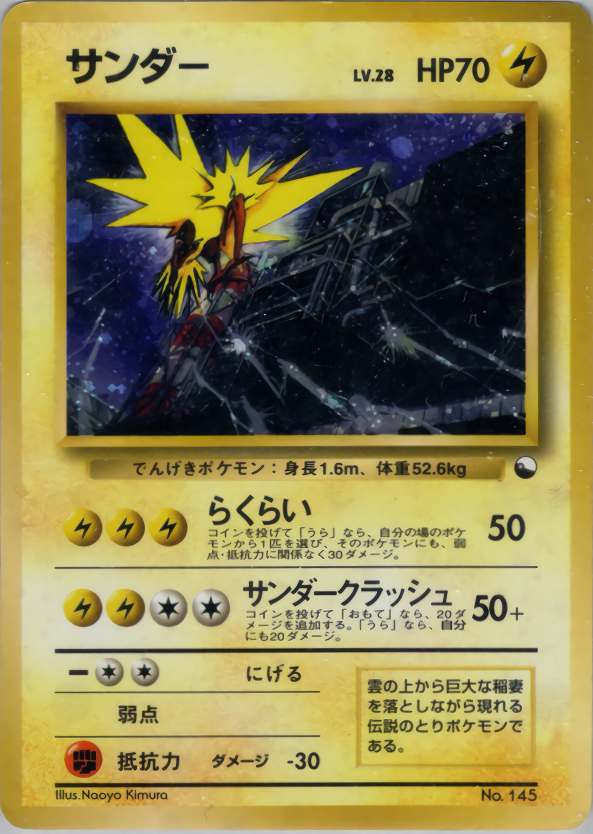 サンダー LV.28 HP70
でんげきポケモン：身長1.6m、体重52.6kg
らくらい 50
コインを投げて「うら」なら、自分の場のポケ
モンから1匹を選び、そのポケモンにも、弱
点・抵抗力に関係なく30ダメージ。
サンダークラッシュ 50+
コインを投げて「おもて」なら、20ダ
メージを追加する。「うら」なら、自分
にも20ダメージ。
ー にげる
弱点
抵抗力 ダメージ -30
雲の上から巨大な稲妻
を落としながら現れる
伝説のとりポケモンで
ある。
Illus.Naoyo Kimura No. 145